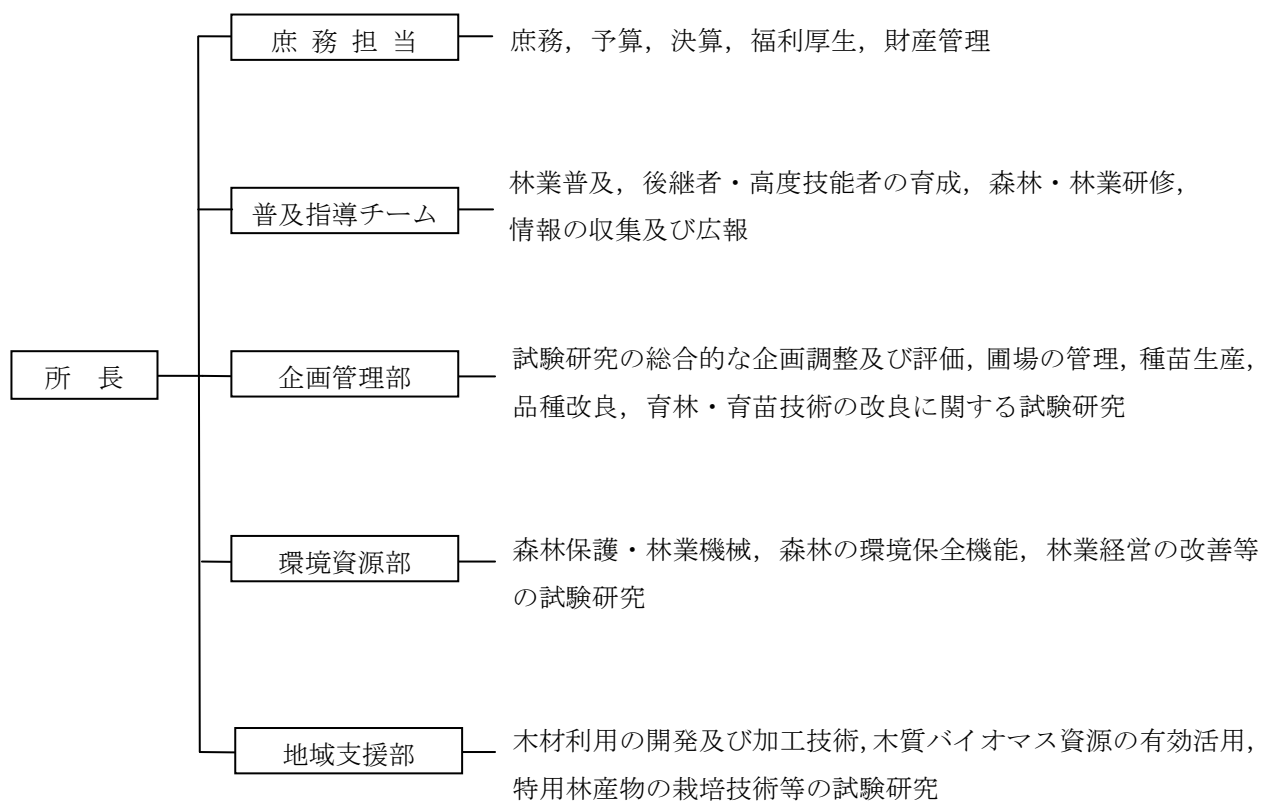 庶 務 担 当
庶務，予算，決算，福利厚生，財産管理
普及指導チーム
林業普及，後継者・高度技能者の育成，森林・林業研修，
情報の収集及び広報
所 長
企画管理部
試験研究の総合的な企画調整及び評価，圃場の管理，種苗生産，
品種改良，育林・育苗技術の改良に関する試験研究
環境資源部
森林保護・林業機械，森林の環境保全機能，林業経営の改善等
の試験研究
地域支援部
木材利用の開発及び加工技術，木質バイオマス資源の有効活用，
特用林産物の栽培技術等の試験研究